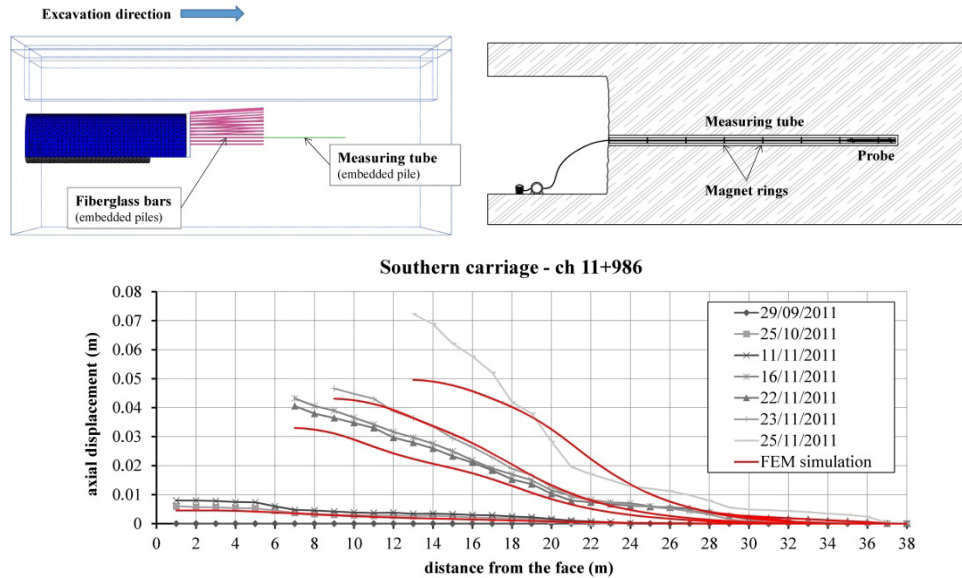 Excavation direction
Measuring tube
(embedded pile)
Fiberglass bars
(embedded piles)
Measuring tube
Probe
Magnet rings
Southern carriage - ch 11+986
axial displacement (m)
0.08
0.07
0.06
0.05
0.04
0.03
0.02
0.01
0
0 2 4 6 8 10 12 14 16 18 20 22 24 26 28 30 32 34 36 38
distance from the face (m)
29/09/2011
25/10/2011
11/11/2011
16/11/2011
22/11/2011
23/11/2011
25/11/2011
FEM simulation